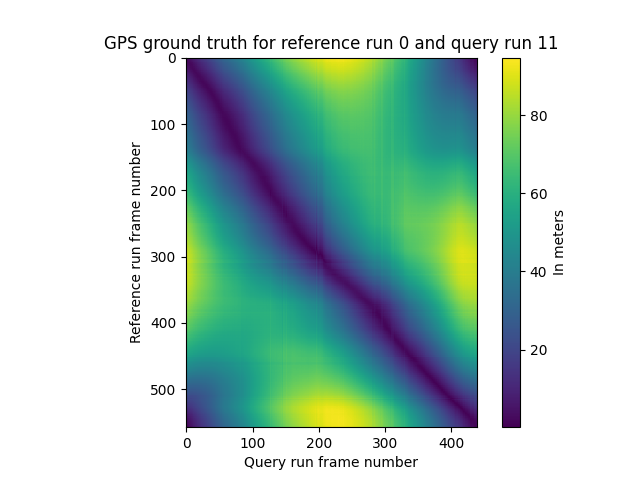 GPS ground truth for reference run 0 and query run 11
0
100
200
300
400
500
Reference run frame number
0 100 200 300 400
Query run frame number
80
60
40
20
In meters